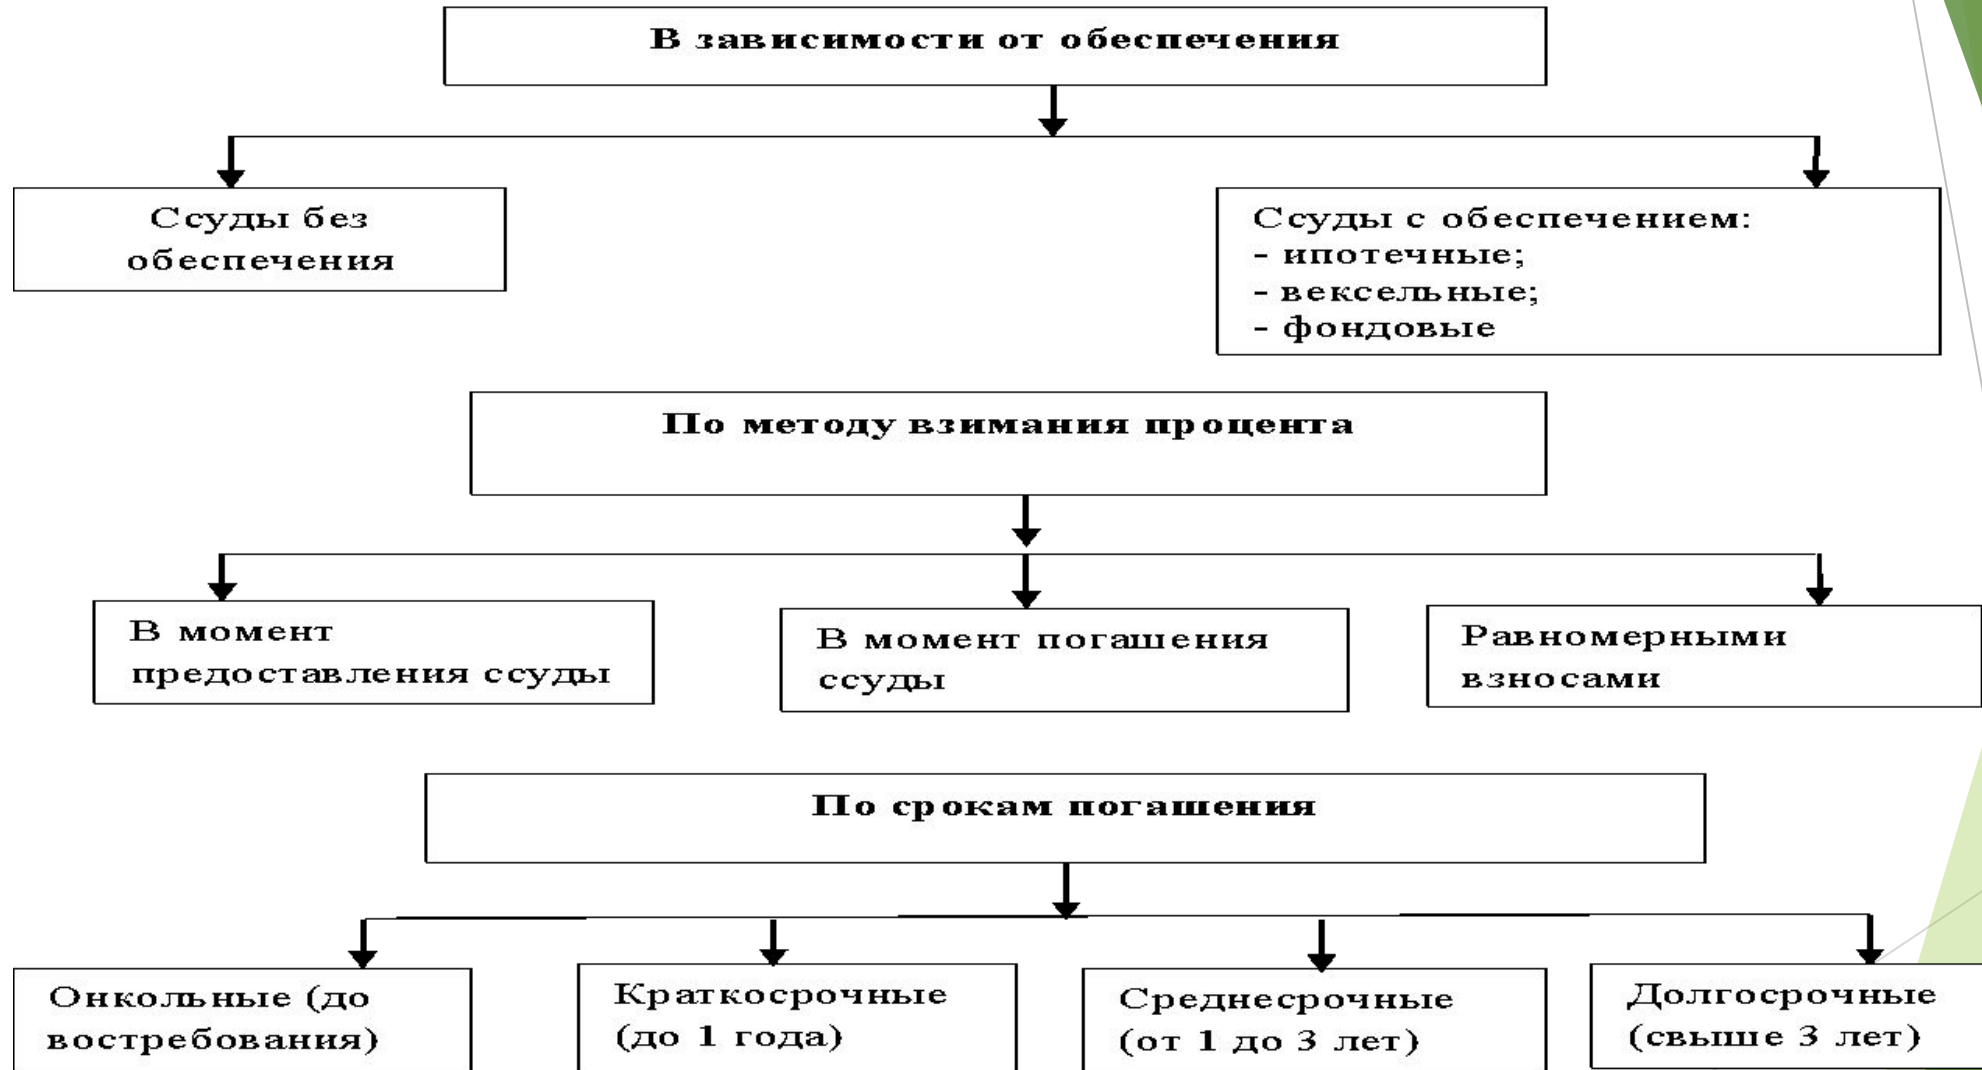 В зависимости от обеспечения
Ссуды без
обеспечения
Ссуды с обеспечением:
- ипотечные;
- вексельные;
- фондовые
По методу взимания процента
В момент
предоставления ссуды
В момент погашения
ссуды
Равномерными
взносами
По срокам погашения
Онкольные (до
востребования)
Краткосрочные
(до 1 года)
Среднесрочные
(от 1 до 3 лет)
Долгосрочные
(свыше 3 лет)